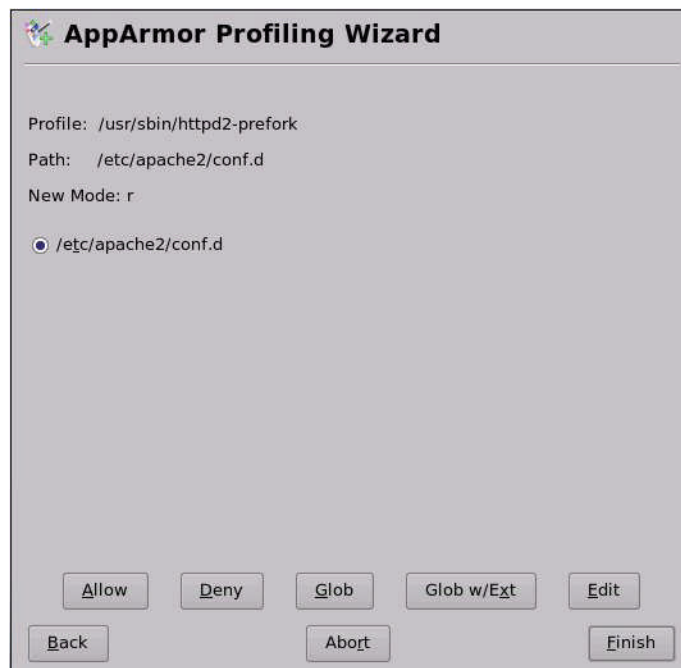 AppArmor Profiling Wizard
Profile: /usr/sbin/httpd2-prefork
Path: /etc/apache2/conf.d
New Mode: r
/etc/apache2/conf.d
Allow Deny Glob Glob w/Ext Edit
Back Abort Finish